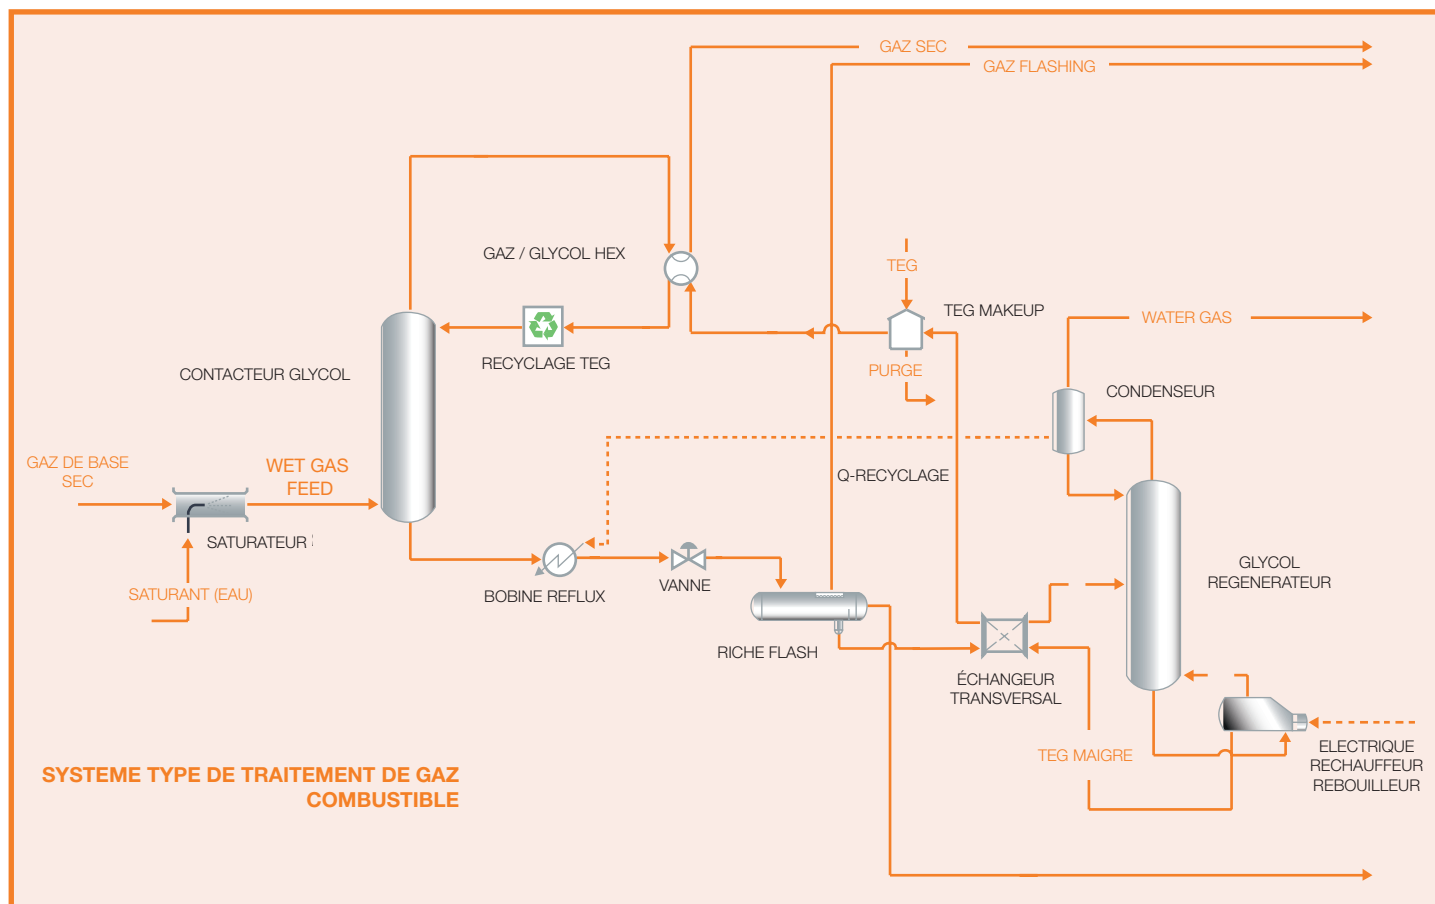 GAZ SEC
GAZ FLASHING
GAZ / GLYCOL HEX
TEG
TEG MAKEUP
WATER GAS
RECYCLAGE TEG
PURGE
CONTACTEUR GLYCOL
CONDENSEUR
GAZ DE BASE
SEC
WET GAS
FEED
Q-RECYCLAGE
SATURATEUR
GLYCOL
REGENERATEUR
SATURANT (EAU)
BOBINE REFLUX
VANNE
RICHE FLASH
ÉCHANGEUR
TRANSVERSAL
TEG MAIGRE
ELECTRIQUE
RECHAUFFEUR
REBOUILLEUR
SYSTEME TYPE DE TRAITEMENT DE GAZ
COMBUSTIBLE